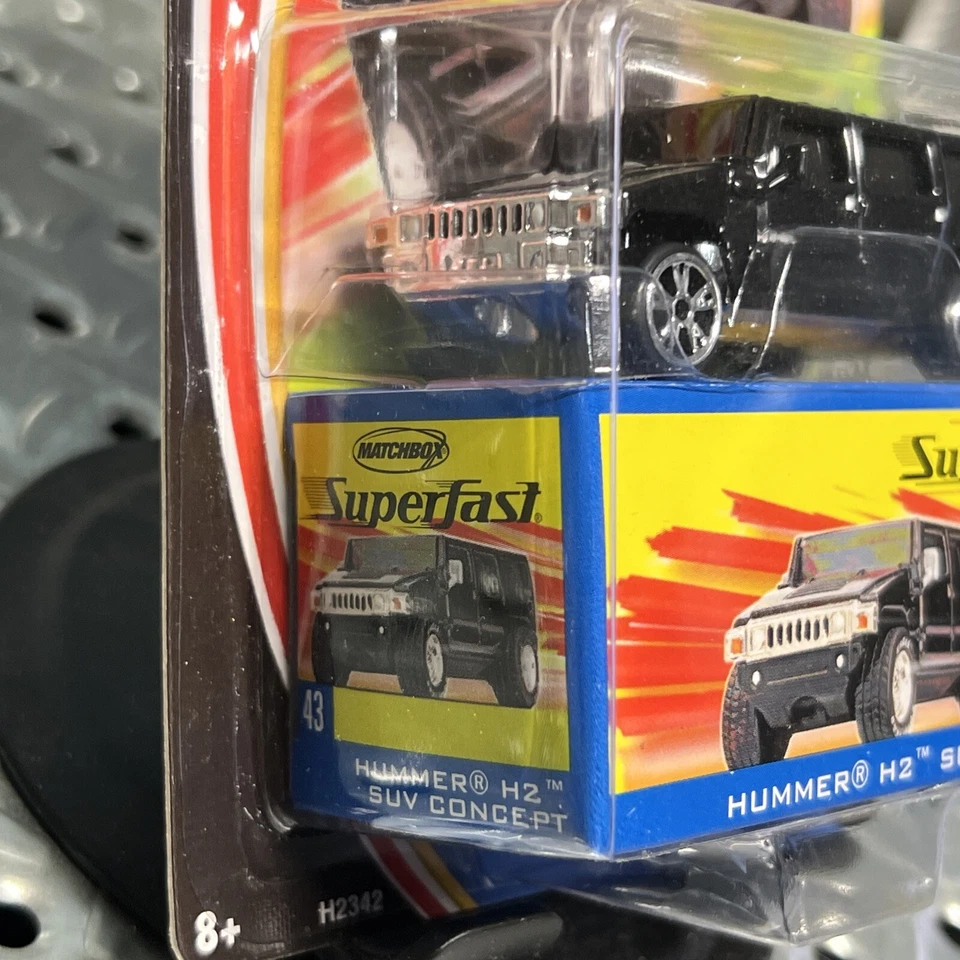 MATCHBOX
Superfast®
43
HUMMER® H2™
SUV CONCEPT
Su
HUMMER® H2™ S
8+
H2342